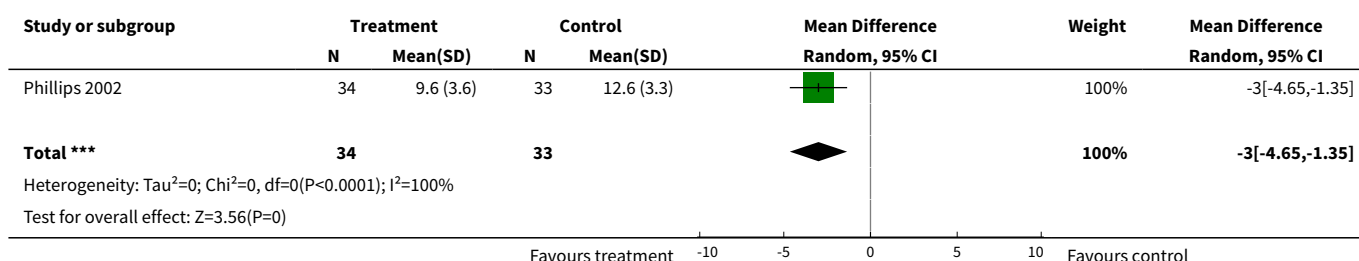 Study or subgroup Treatment Control Mean Difference Weight Mean Difference
N Mean(SD) N Mean(SD) Random, 95% CI Random, 95% CI
Phillips 2002 34 9.6 (3.6) 33 12.6 (3.3) 100% -3[-4.65,-1.35]
Total *** 34 33 100% -3[-4.65,-1.35]
Heterogeneity: Tau²=0; Chi²=0, df=0(P<0.0001); I²=100%
Test for overall effect: Z=3.56(P=0)
Favours treatment -10 -5 0 5 10 Favours control